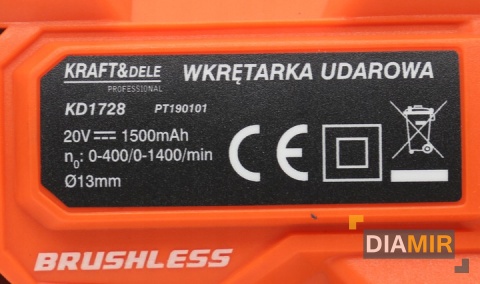 KRAFT&DELE
PROFESSIONAL
WKRĘTARKA UDAROWA
KD1728 PT190101
20V⎓ 1500mAh
n₀: 0-400/0-1400/min
Ø13mm
CE
BRUSHLESS
DIAMIR